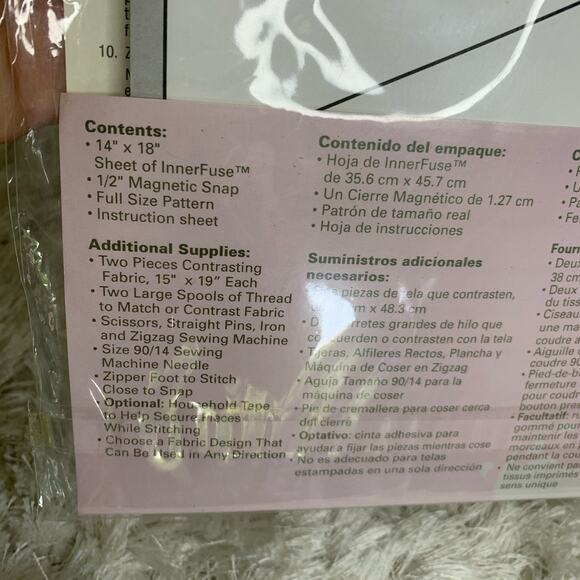 10. Z
Contents:
• 14" x 18"
Sheet of InnerFuse™
• 1/2" Magnetic Snap
• Full Size Pattern
• Instruction sheet
Additional Supplies:
• Two Pieces Contrasting
Fabric, 15" x 19" Each
• Two Large Spools of Thread
to Match or Contrast Fabric
• Scissors, Straight Pins, Iron
and Zigzag Sewing Machine
• Size 90/14 Sewing
Machine Needle
• Zipper Foot to Stitch
Close to Snap
• Optional: Household Tape
to Help Secure Pieces
While Stitching
• Choose a Fabric Design That
Can Be Used in Any Direction
Contenido del empaque:
• Hoja de InnerFuse™
de 35.6 cm x 45.7 cm
• Un Cierre Magnético de 1.27 cm
• Patrón de tamaño real
• Hoja de instrucciones
Suministros adicionales
necesarios:
piezas de tela que contrasten,
cm x 48.3 cm
carretes grandes de hilo que
concuerden o contrasten con la tela
• Tijeras, Alfileres Rectos, Plancha y
Máquina de Coser en Zigzag
• Aguja Tamaño 90/14 para la
máquina de coser
• Pie de cremallera para coser cerca
del cierre
• Optativo: cinta adhesiva para
ayudar a fijar las piezas mientras cose
• No es adecuado para telas
estampadas en una sola dirección
C
• U
• Pa
• Fe
Fourn
• Deux
38 cm
• Deux
du tiss
• Ciseau
une ma
coudre a
• Aiguille
coudre 90
• Pied-de-b
fermeture
pour coud
bouton pre
• Facultatif: r
gommé pour
maintenir les
morceaux en
pendant la cou
• Ne convient pas
tissus imprimés
sens unique